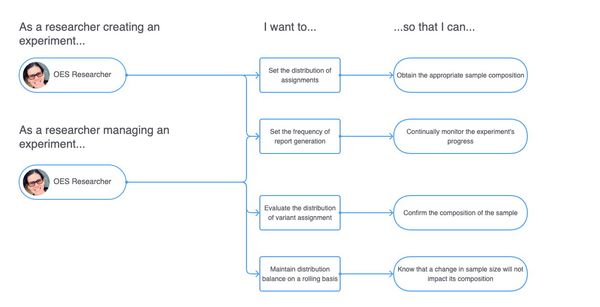 As a researcher creating an
experiment...
I want to...
...so that I can...
OES Researcher
Set the distribution of
assignments
Obtain the appropriate sample composition
As a researcher managing an
experiment...
OES Researcher
Set the frequency of
report generation
Continually monitor the experiment's
progress
Evaluate the distribution
of variant assignment
Confirm the composition of the sample
Maintain distribution
balance on a rolling basis
Know that a change in sample size will not
impact its composition